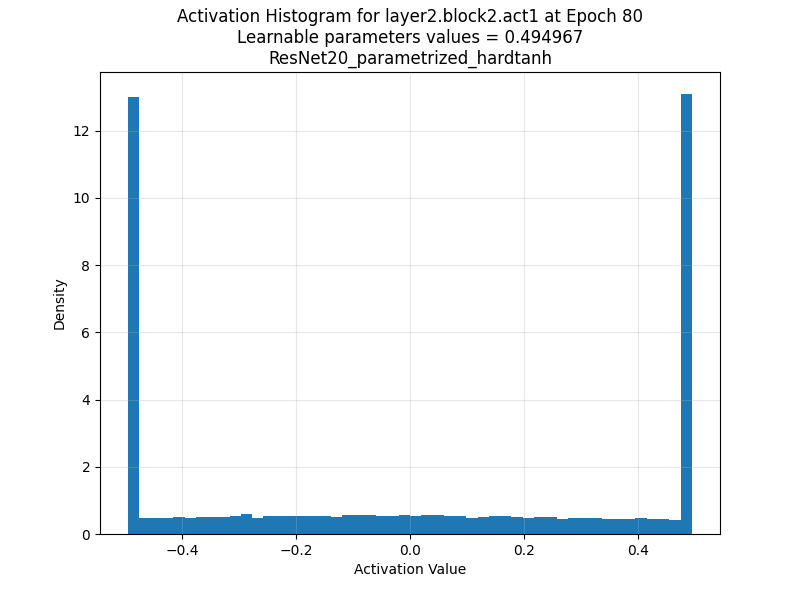 Activation Histogram for layer2.block2.act1 at Epoch 80
Learnable parameters values = 0.494967
ResNet20_parametrized_hardtanh
12
10
8
6
4
2
0
Density
−0.4
−0.2
0.0
0.2
0.4
Activation Value